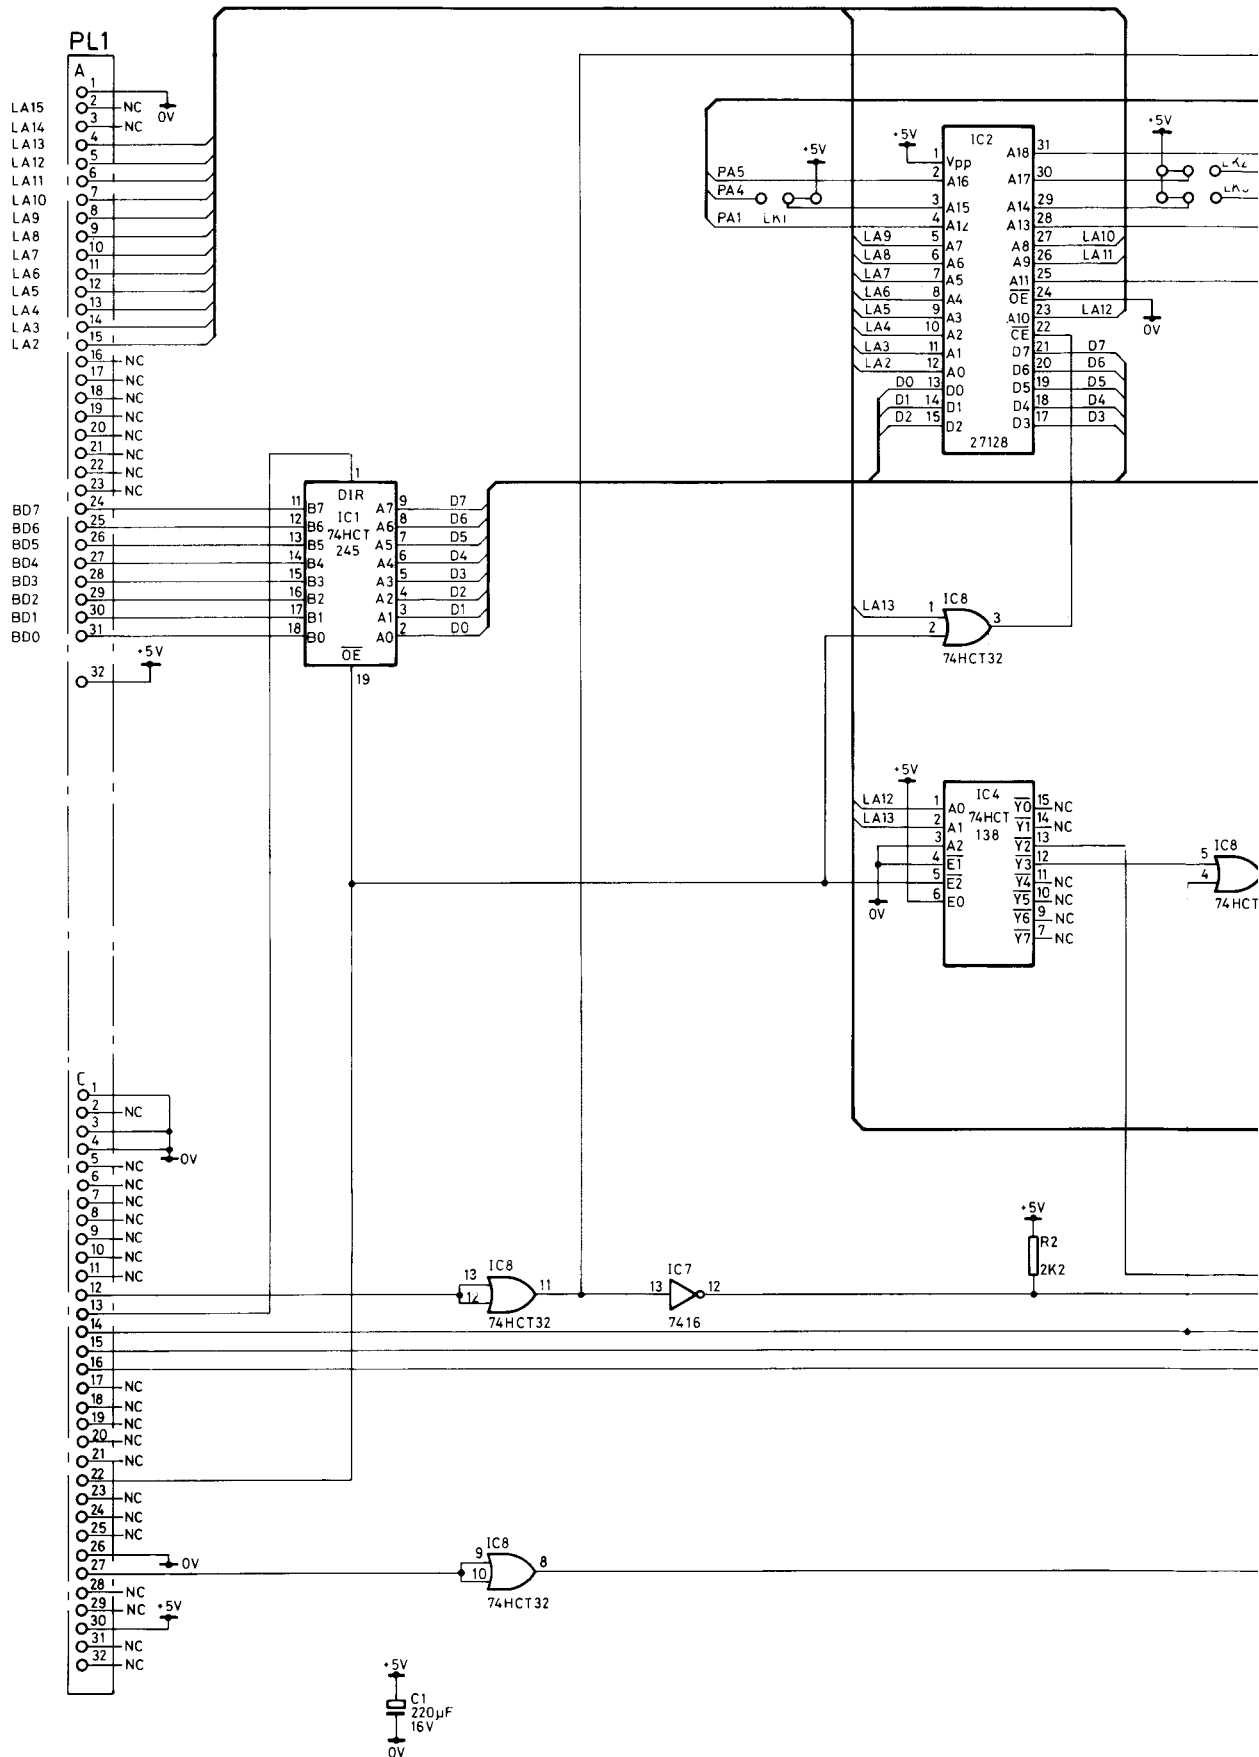 PL1
A
1
0V
LA15 2 NC
LA14 3 NC
LA13 4
LA12 5
LA11 6
LA10 7
LA9 8
LA8 9
LA7 10
LA6 11
LA5 12
LA4 13
LA3 14
LA2 15
16 NC
17 NC
18 NC
19 NC
20 NC
21 NC
22 NC
23 NC
BD7 24
BD6 25
BD5 26
BD4 27
BD3 28
BD2 29
BD1 30
BD0 31
+5V
32
1
DIR
IC1
74HCT
245
11 B7 A7 9 D7
12 B6 A6 8 D6
13 B5 A5 7 D5
14 B4 A4 6 D4
15 B3 A3 5 D3
16 B2 A2 4 D2
17 B1 A1 3 D1
18 B0 A0 2 D0
OE
19
+5V
+5V
+5V
IC2
1 Vpp A18 31
PA5 2 A16 A17 30
PA4 LK1 3 A15 A14 29
PA1 4 A12 A13 28
LA9 5 A7 A8 27 LA10
LA8 6 A6 A9 26 LA11
LA7 7 A5 A11 25
LA6 8 A4 OE 24
LA5 9 A3 A10 23 LA12
0V
LA4 10 A2 CE 22
LA3 11 A1 D7 21 D7
LA2 12 A0 D6 20 D6
D0 13 D0 D5 19 D5
D1 14 D1 D4 18 D4
D2 15 D2 D3 17 D3
27128
LA13 1 IC8
2 3
74HCT32
+5V
IC4
74HCT
138
LA12 1 A0 Y0 15 NC
LA13 2 A1 Y1 14 NC
3 A2 Y2 13
4 E1 Y3 12
5 E2 Y4 11 NC
6 E0 Y5 10 NC
Y6 9 NC
Y7 7 NC
0V
IC8
5
4
74HCT
C
1
2 NC
3
4
0V
5 NC
6 NC
7 NC
8 NC
9 NC
10 NC
11 NC
12
13
14
15
16
17 NC
18 NC
19 NC
20 NC
21 NC
22
23 NC
24 NC
25 NC
26
0V
27
28 NC
29 NC
+5V
30
31 NC
32 NC
IC8
13
12
11
74HCT32
IC7
13 12
7416
+5V
R2
2K2
IC8
9
10
8
74HCT32
+5V
C1
220µF
16V
0V